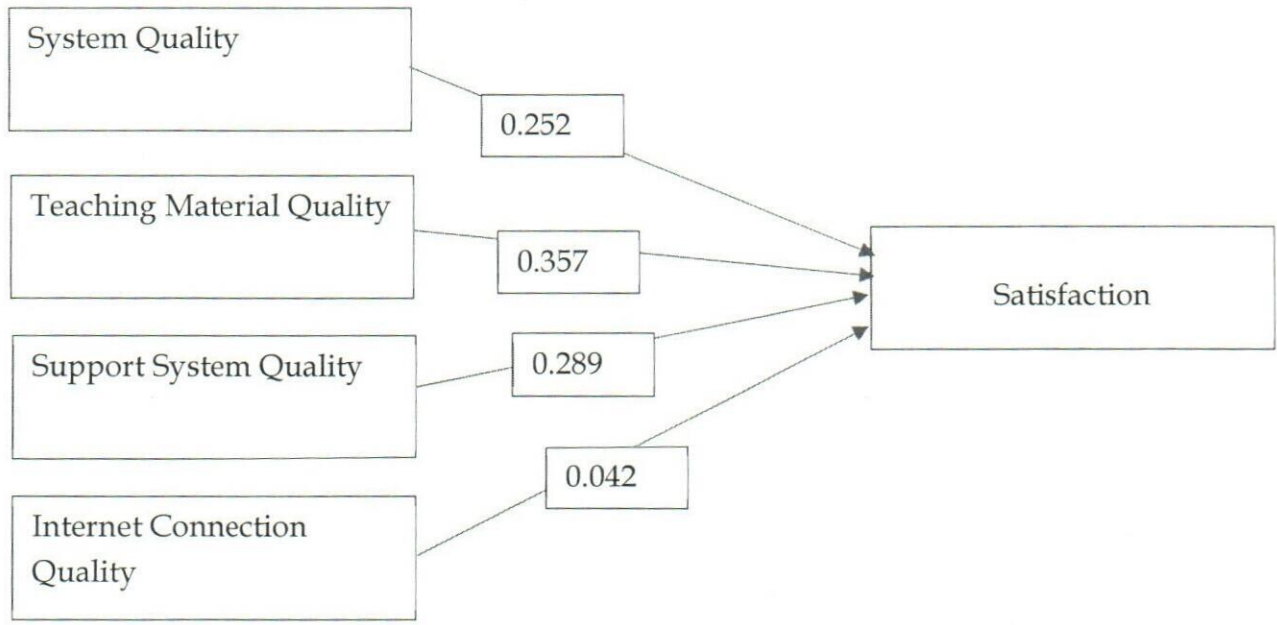 System Quality
0.252
Teaching Material Quality
0.357
Satisfaction
Support System Quality
0.289
0.042
Internet Connection
Quality